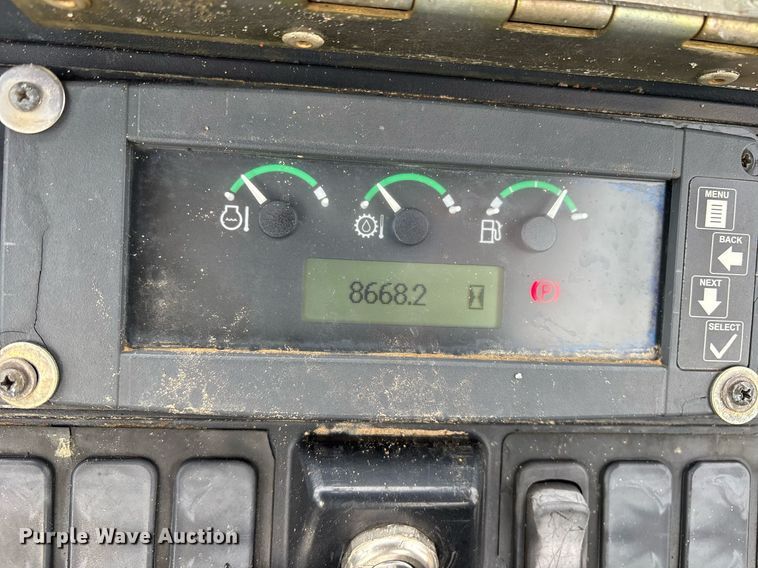 MENU
BACK
8668.2
P
NEXT
SELECT
Purple Wave Auction